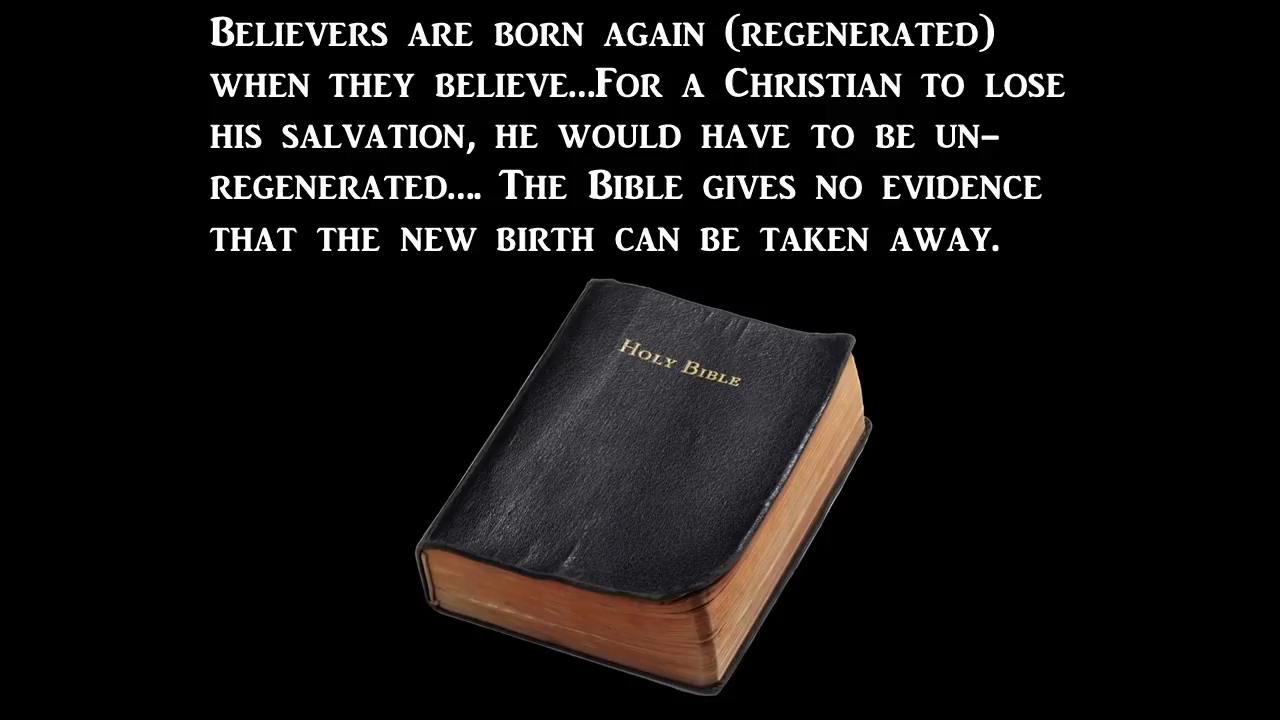 Believers are born again (regenerated)
when they believe...For a Christian to lose
his salvation, he would have to be un-
regenerated.... The Bible gives no evidence
that the new birth can be taken away.
Holy Bible